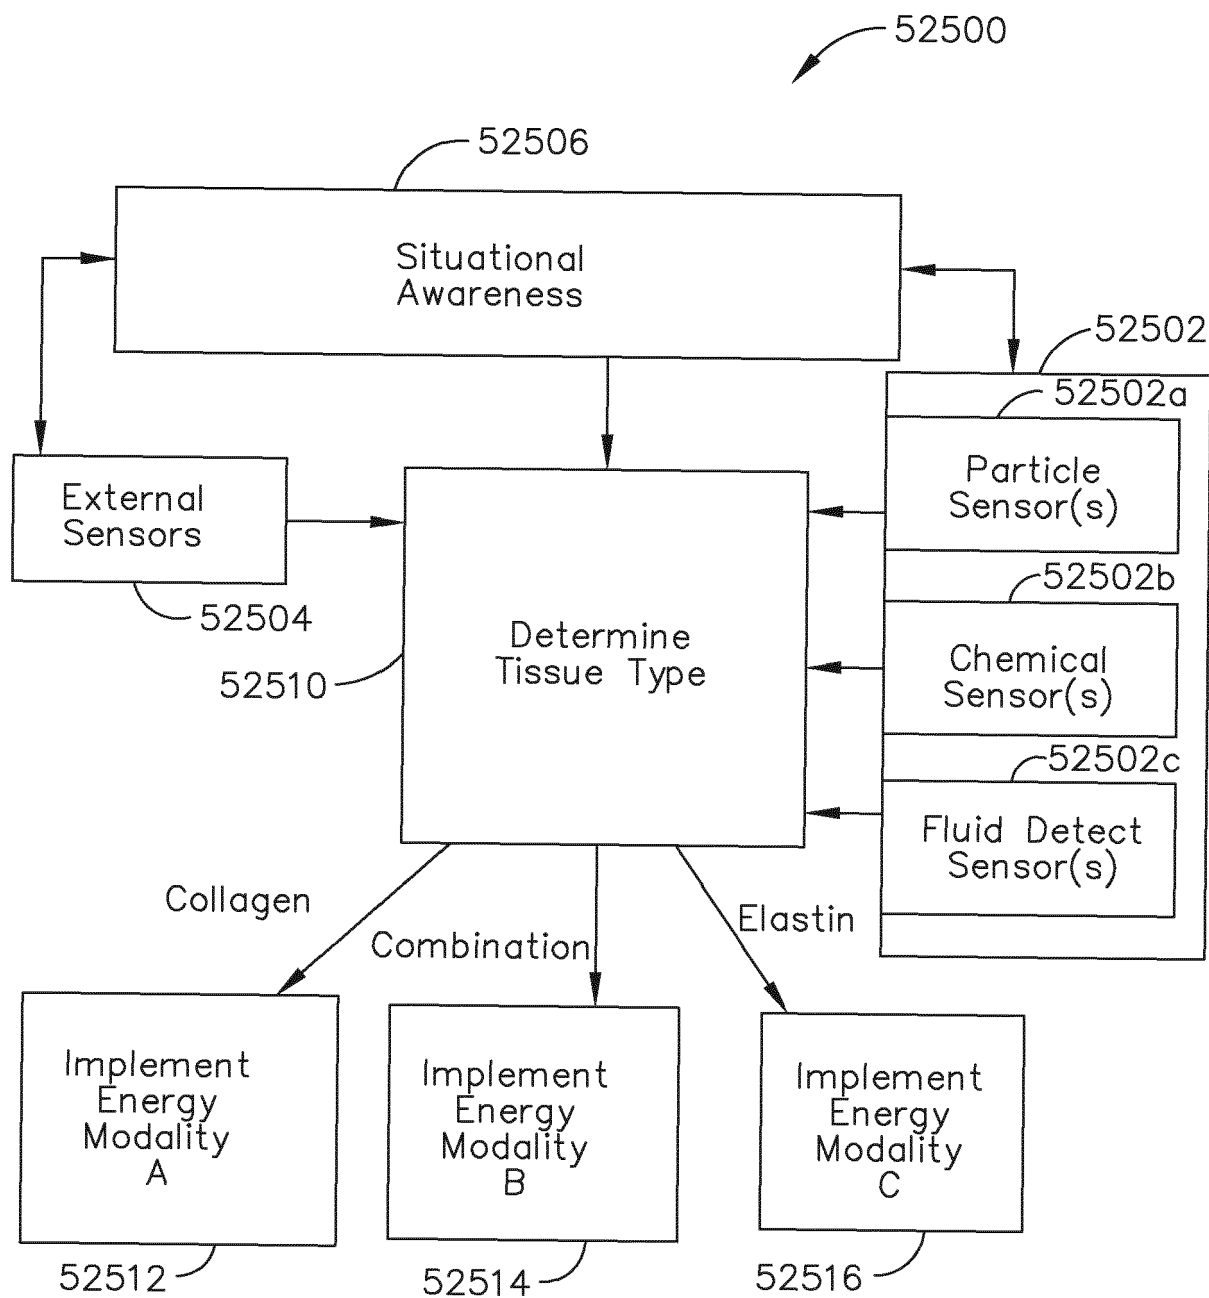 52500
52506
Situational
Awareness
52502
52502a
Particle
Sensor(s)
External
Sensors
52504
52502b
Determine
Tissue Type
52510
Chemical
Sensor(s)
52502c
Fluid Detect
Sensor(s)
Collagen
Combination
Elastin
Implement
Energy
Modality
A
Implement
Energy
Modality
B
Implement
Energy
Modality
C
52512
52514
52516